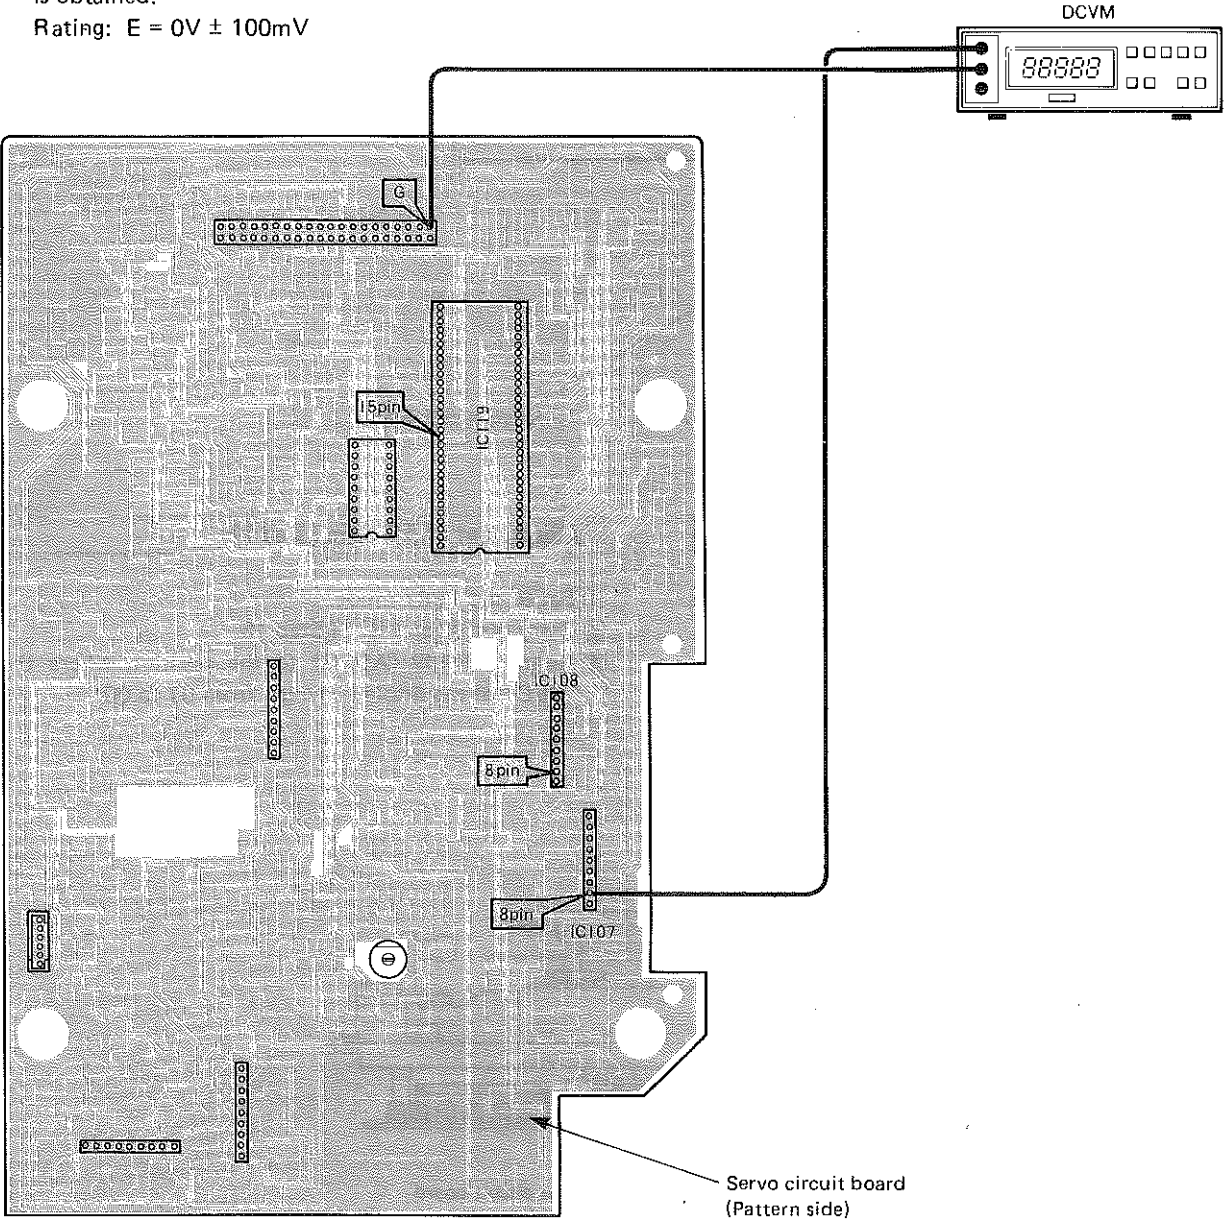 is obtained.
Rating: E = 0V ± 100mV
DCVM
88888
G
15pin
IC119
IC108
8pin
8pin
IC107
Servo circuit board
(Pattern side)